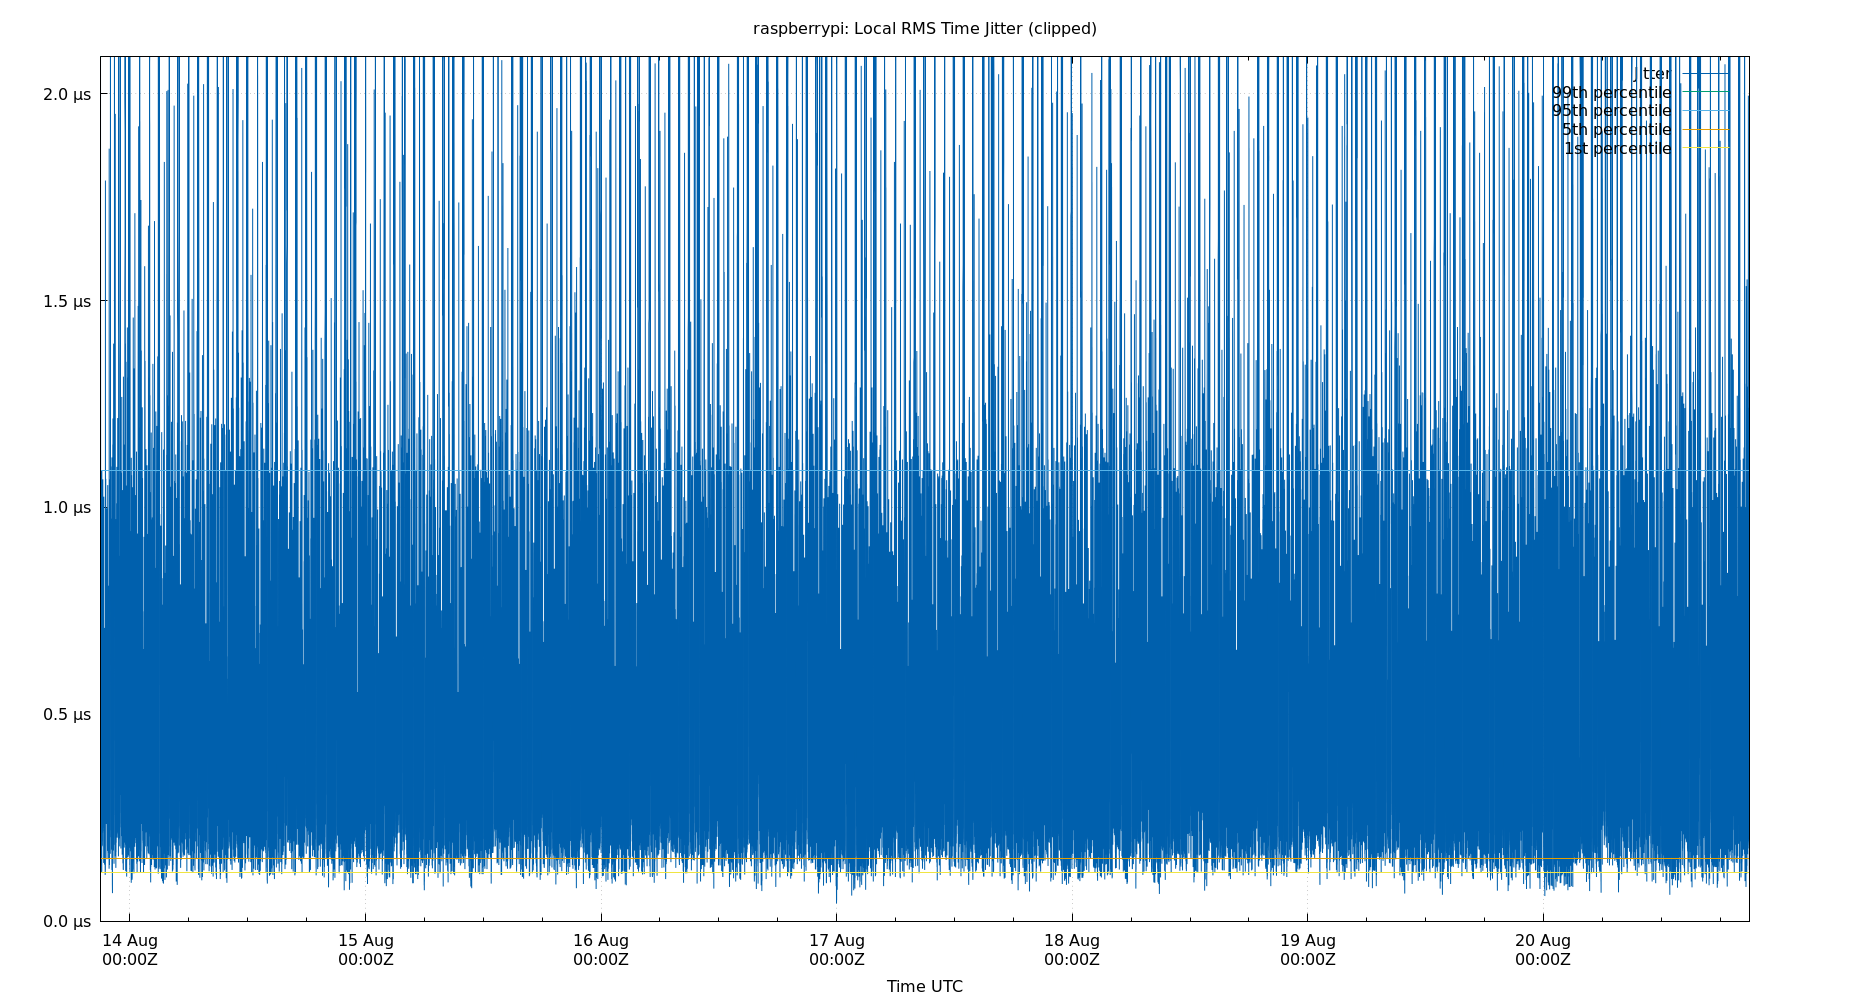 raspberrypi: Local RMS Time Jitter (clipped)
2.0 µs
1.5 µs
1.0 µs
0.5 µs
0.0 µs
Jitter
99th percentile
95th percentile
5th percentile
1st percentile
14 Aug
00:00Z
15 Aug
00:00Z
16 Aug
00:00Z
17 Aug
00:00Z
18 Aug
00:00Z
19 Aug
00:00Z
20 Aug
00:00Z
Time UTC